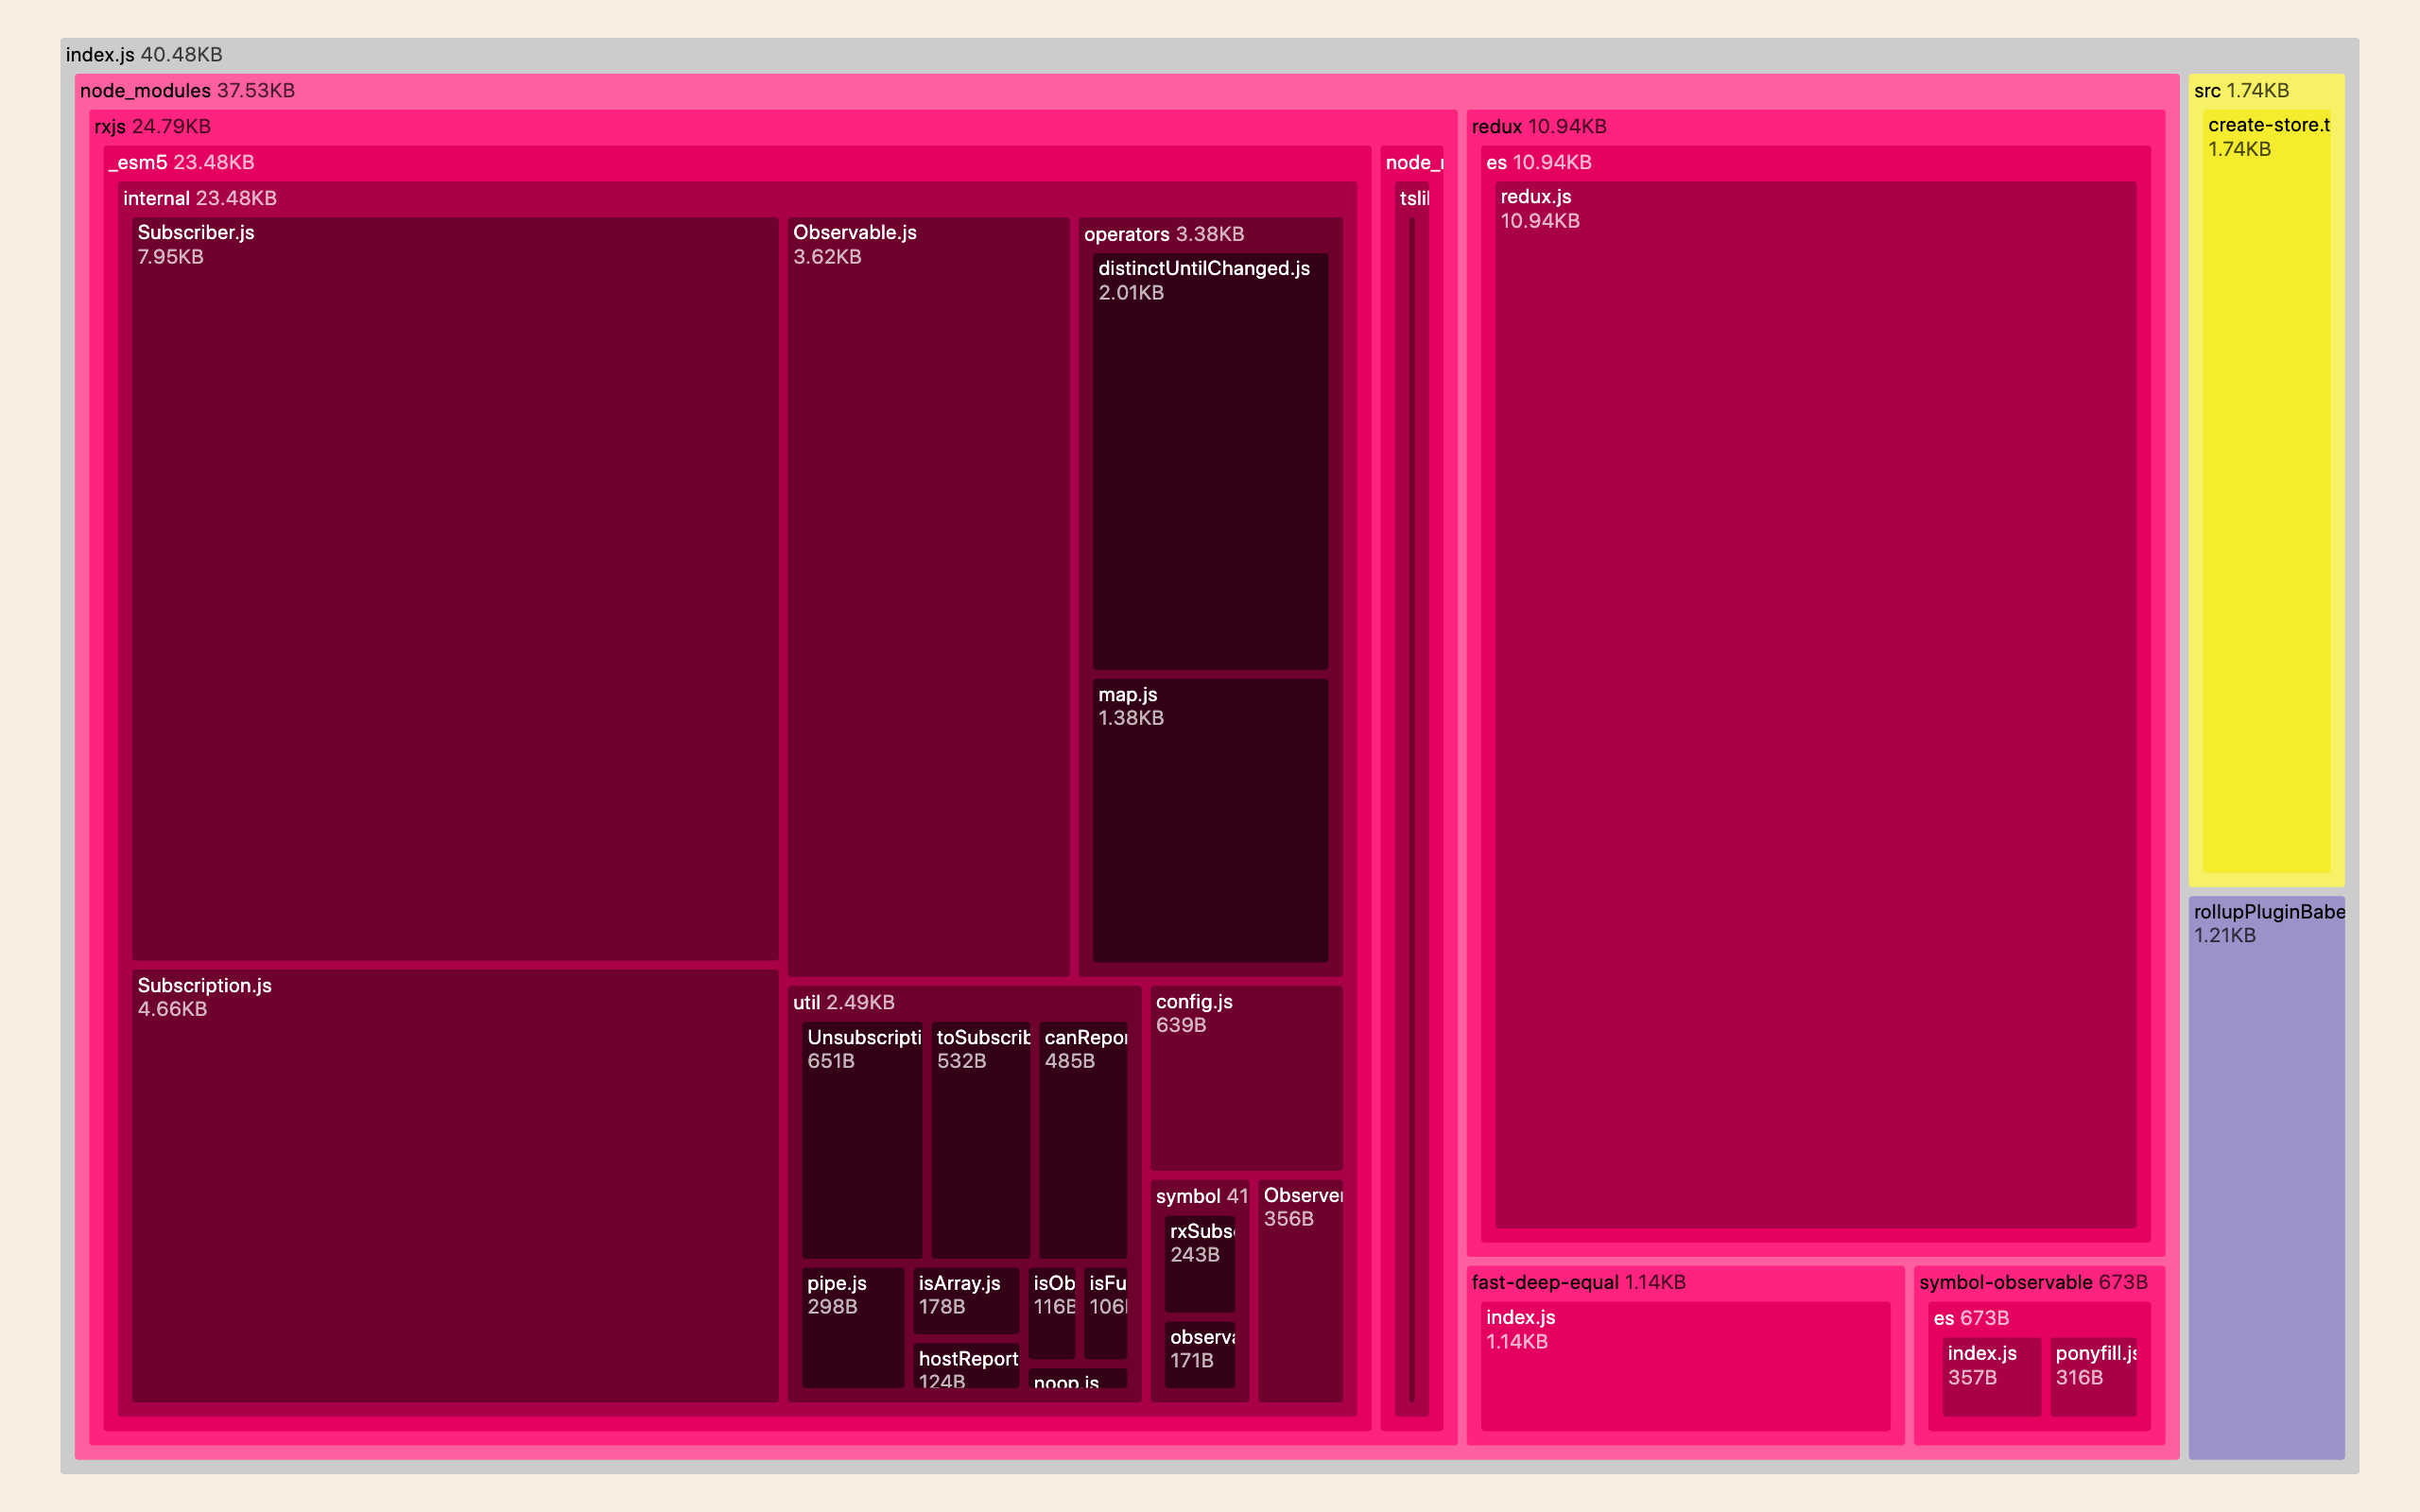 index.js 40.48KB
node_modules 37.53KB
rxjs 24.79KB
_esm5 23.48KB
internal 23.48KB
Subscriber.js
7.95KB
Subscription.js
4.66KB
Observable.js
3.62KB
operators 3.38KB
distinctUntilChanged.js
2.01KB
map.js
1.38KB
util 2.49KB
Unsubscripti
651B
toSubscrib
532B
canRepor
485B
pipe.js
298B
isArray.js
178B
hostReport
124B
isOb
116B
isFu
106
noop.js
config.js
639B
symbol 41
rxSubs
243B
observa
171B
Observer
356B
node_
tsli
redux 10.94KB
es 10.94KB
redux.js
10.94KB
fast-deep-equal 1.14KB
index.js
1.14KB
symbol-observable 673B
es 673B
index.js
357B
ponyfill.js
316B
src 1.74KB
create-store.t
1.74KB
rollupPluginBabe
1.21KB